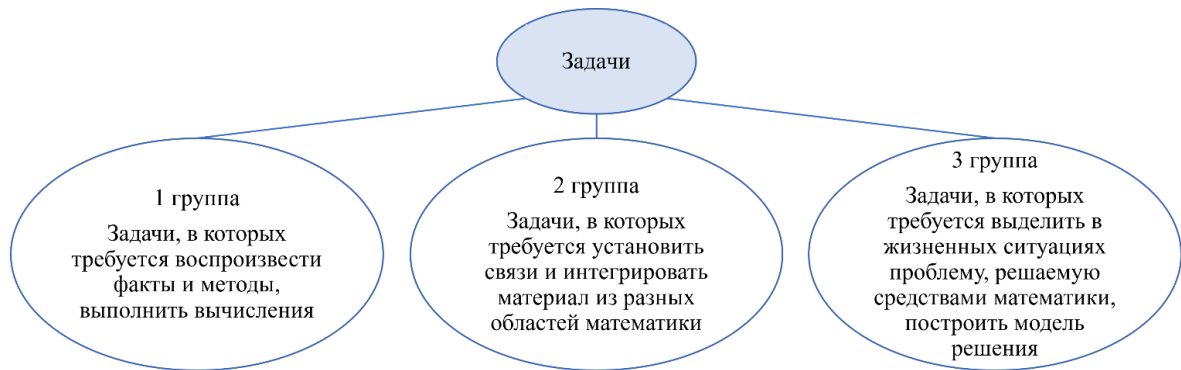 Задачи
1 группа
Задачи, в которых
требуется воспроизвести
факты и методы,
выполнить вычисления
2 группа
Задачи, в которых
требуется установить
связи и интегрировать
материал из разных
областей математики
3 группа
Задачи, в которых
требуется выделить в
жизненных ситуациях
проблему, решаемую
средствами математики,
построить модель
решения